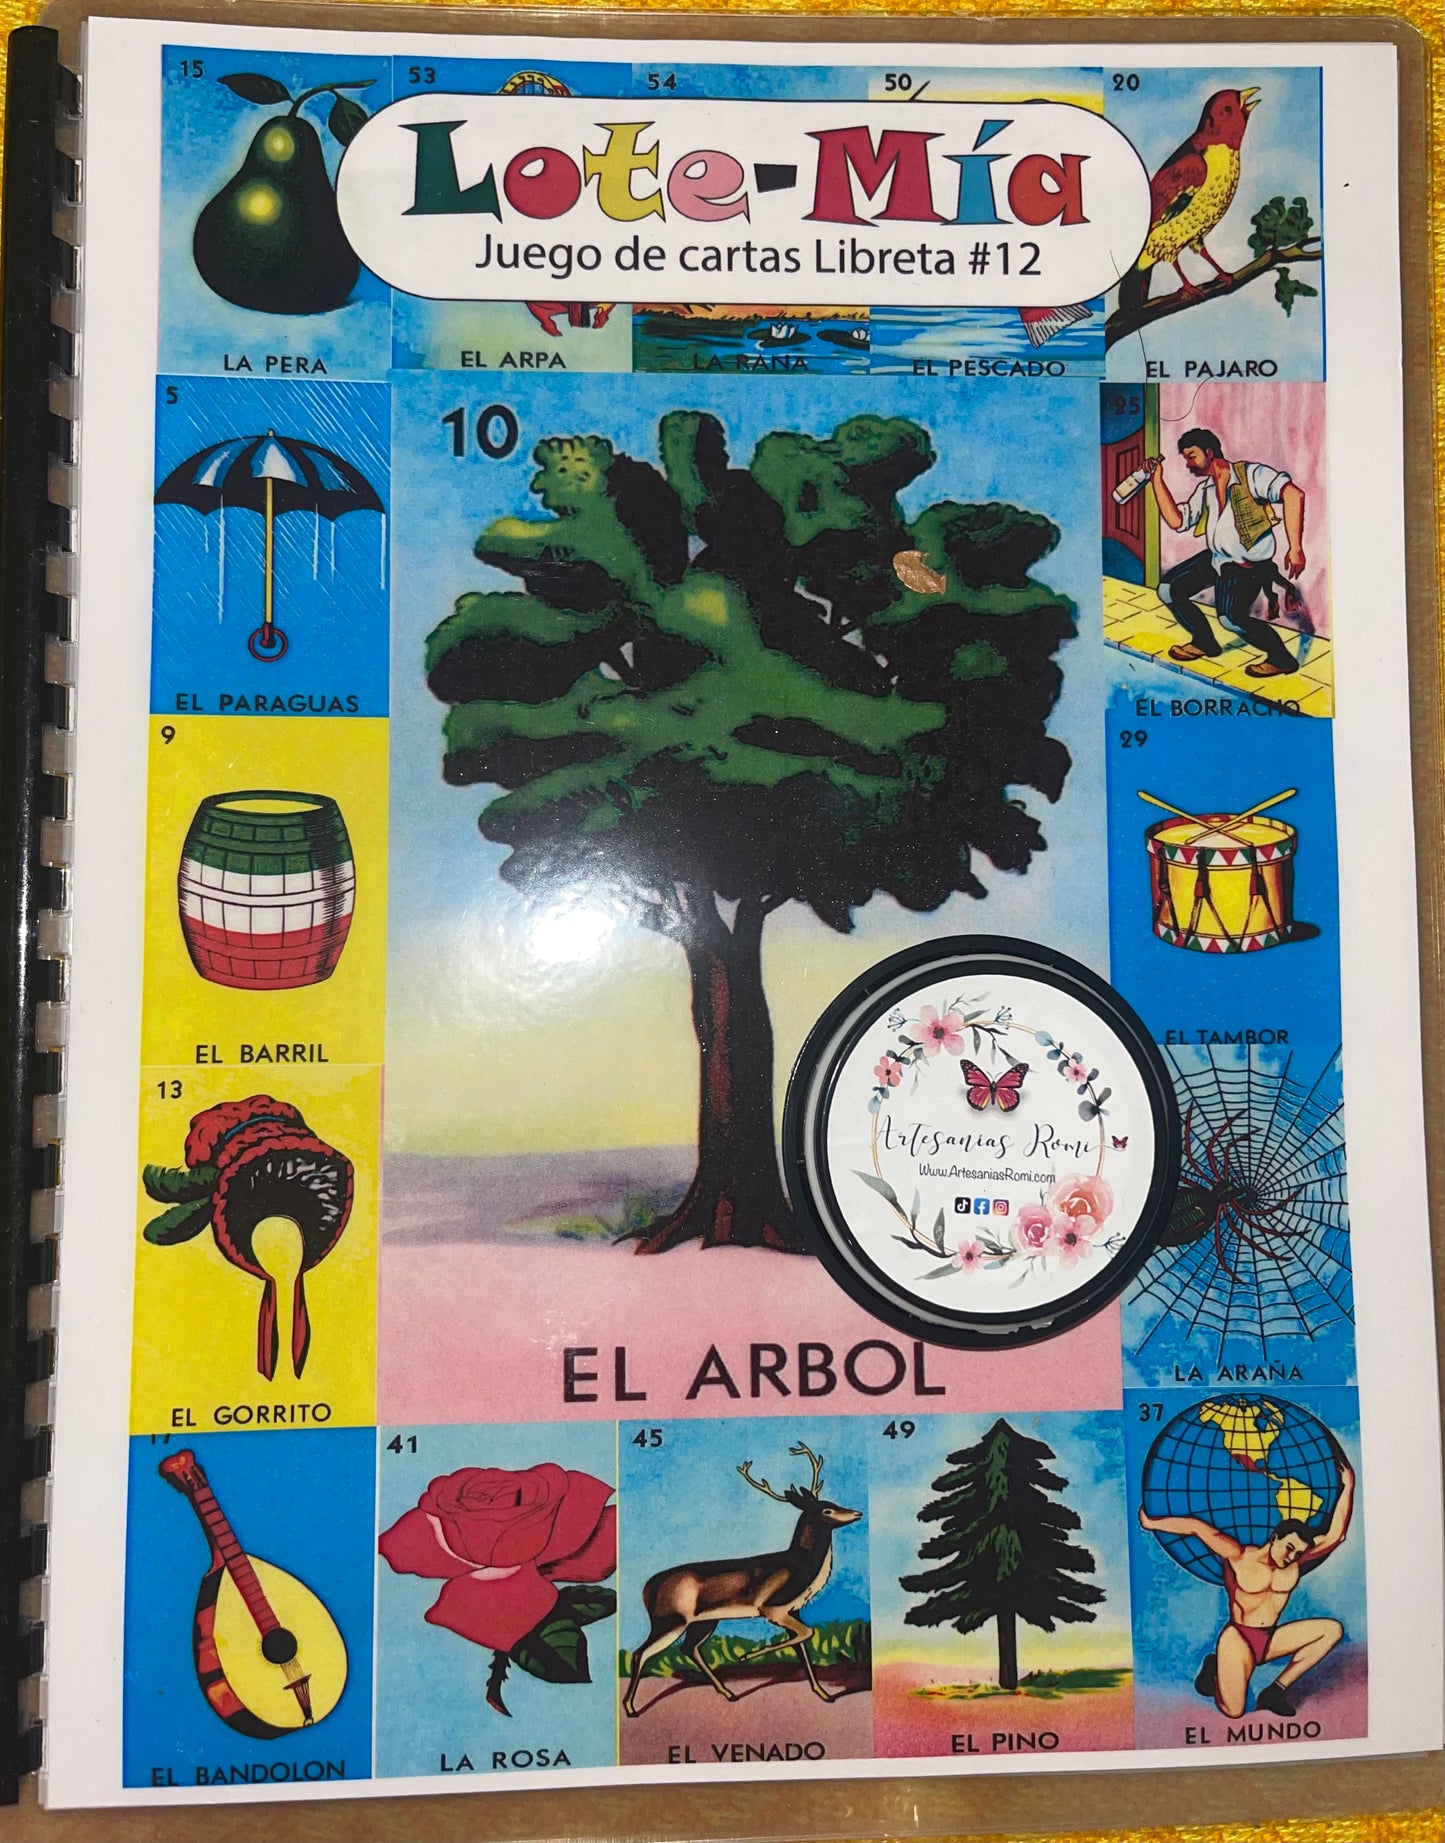 15
53
54
50
20
Lote-Mía
Juego de cartas Libreta #12
LA PERA
EL ARPA
LA RANA
EL PESCADO
EL PAJARO
5
10
25
EL PARAGUAS
EL BORRACHO
9
29
EL BARRIL
EL TAMBOR
13
Artesanias Romi
Www.ArtesaniasRomi.com
EL ARBOL
LA ARAÑA
EL GORRITO
17
41
45
49
37
EL BANDOLON
LA ROSA
EL VENADO
EL PINO
EL MUNDO